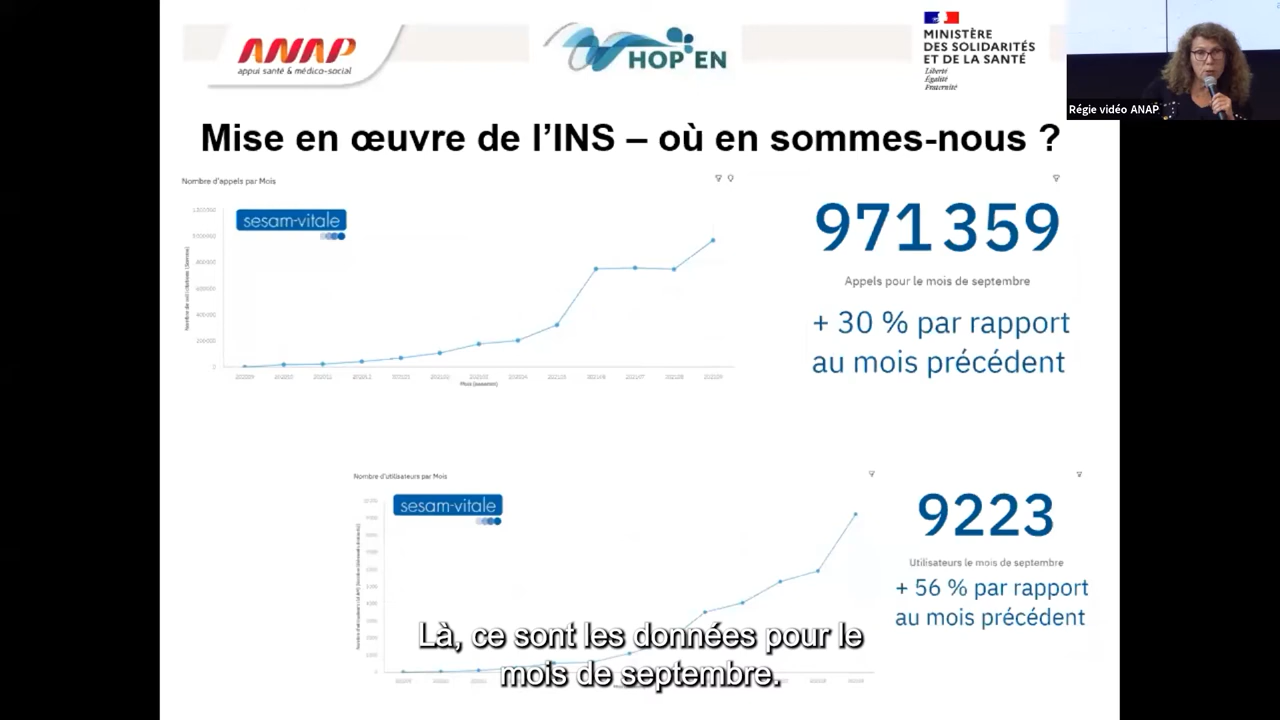 ANAP
appui santé & médico-social
HOP'EN
MINISTÈRE
DES SOLIDARITÉS
ET DE LA SANTÉ
Liberté
Égalité
Fraternité
Régie vidéo ANAP
Mise en œuvre de l'INS – où en sommes-nous ?
Nombre d'appels par Mois
sesam-vitale
971 359
Appels pour le mois de septembre
+ 30 % par rapport
au mois précédent
Nombre d'utilisateurs par Mois
sesam-vitale
9223
Utilisateurs le mois de septembre
+ 56 % par rapport
au mois précédent
Là, ce sont les données pour le
mois de septembre.